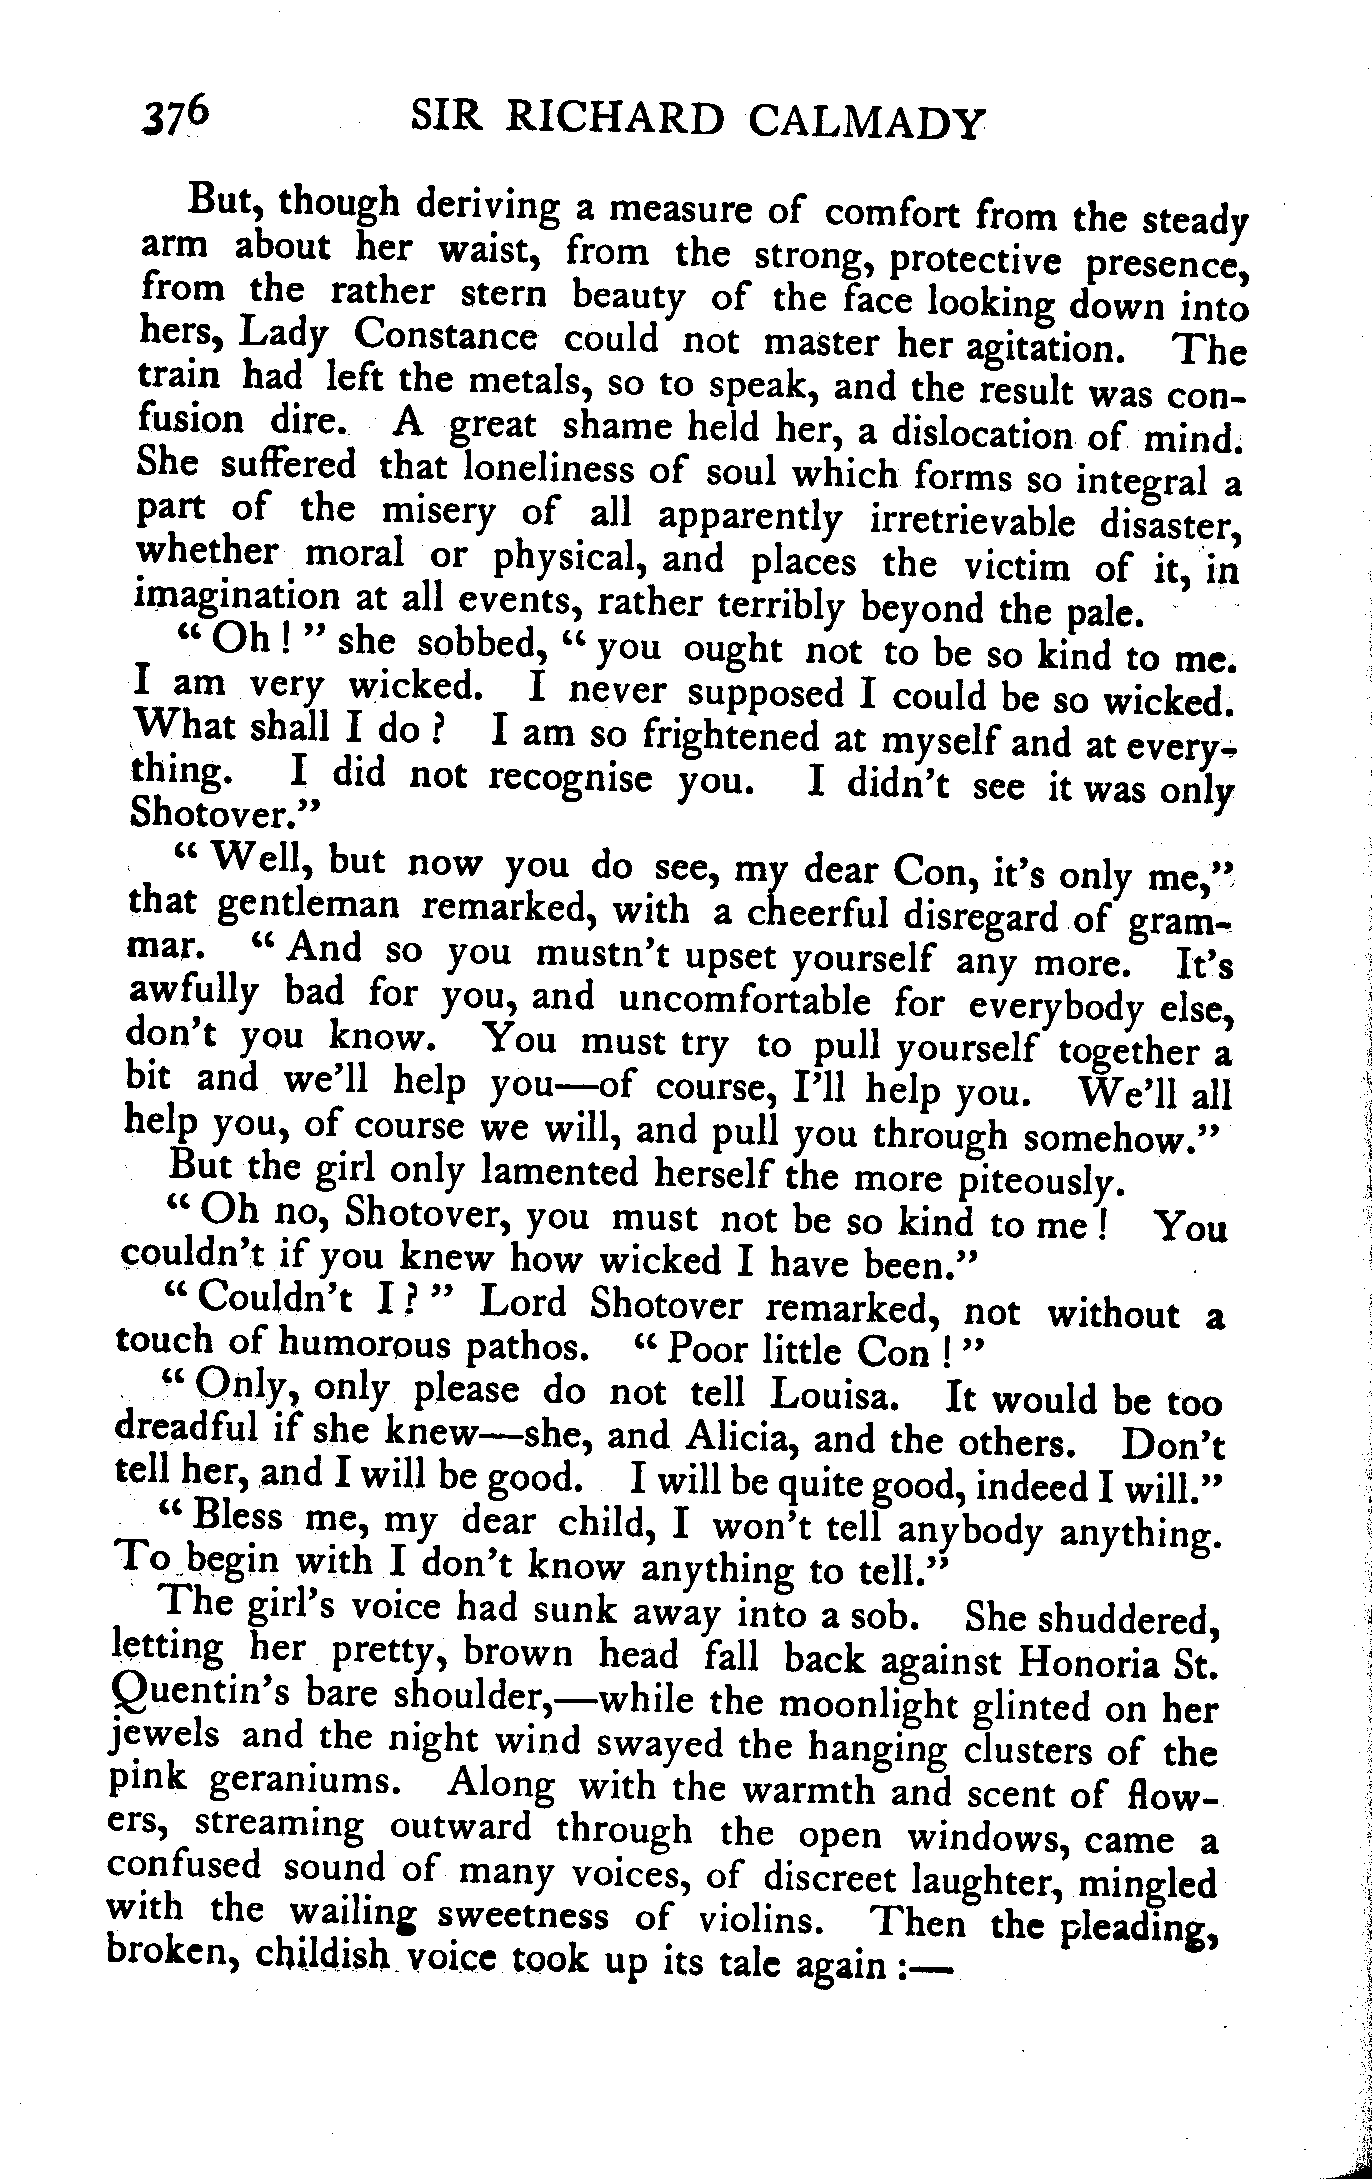 376 SIR RICHARD CALMADY
But, though deriving a measure of comfort from the steady
arm about her waist, from the strong, protective presence,
from the rather stern beauty of the face looking down into
hers, Lady Constance could not master her agitation. The
train had left the metals, so to speak, and the result was con-
fusion dire. A great shame held her, a dislocation of mind.
She suffered that loneliness of soul which forms so integral a
part of the misery of all apparently irretrievable disaster,
whether moral or physical, and places the victim of it, in
imagination at all events, rather terribly beyond the pale.
“Oh!” she sobbed, “you ought not to be so kind to me.
I am very wicked. I never supposed I could be so wicked.
What shall I do? I am so frightened at myself and at every-
thing. I did not recognise you. I didn’t see it was only
Shotover.”
“Well, but now you do see, my dear Con, it’s only me,”
that gentleman remarked, with a cheerful disregard of gram-
mar. “And so you mustn’t upset yourself any more. It’s
awfully bad for you, and uncomfortable for everybody else,
don’t you know. You must try to pull yourself together a
bit and we’ll help you—of course, I’ll help you. We’ll all
help you, of course we will, and pull you through somehow.”
But the girl only lamented herself the more piteously.
“Oh no, Shotover, you must not be so kind to me! You
couldn’t if you knew how wicked I have been.”
“Couldn’t I?” Lord Shotover remarked, not without a
touch of humorous pathos. “Poor little Con!”
“Only, only please do not tell Louisa. It would be too
dreadful if she knew—she, and Alicia, and the others. Don’t
tell her, and I will be good. I will be quite good, indeed I will.”
“Bless me, my dear child, I won’t tell anybody anything.
To begin with I don’t know anything to tell.”
The girl’s voice had sunk away into a sob. She shuddered,
letting her pretty, brown head fall back against Honoria St.
Quentin’s bare shoulder,—while the moonlight glinted on her
jewels and the night wind swayed the hanging clusters of the
pink geraniums. Along with the warmth and scent of flow-
ers, streaming outward through the open windows, came a
confused sound of many voices, of discreet laughter, mingled
with the wailing sweetness of violins. Then the pleading,
broken, childish voice took up its tale again:—